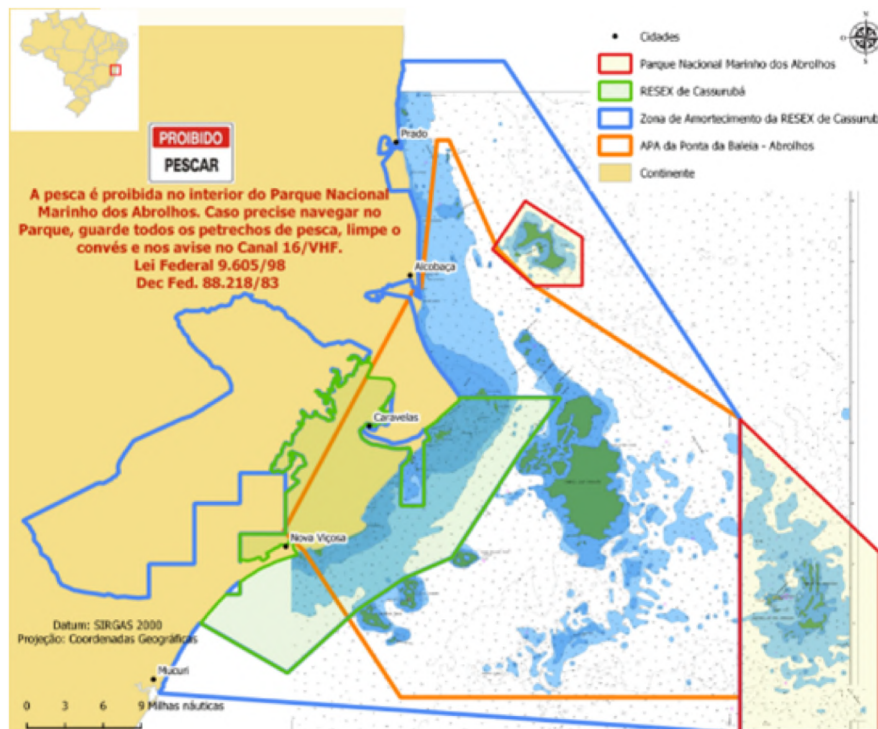 N
Cidades
Parque Nacional Marinho dos Abrolhos
RESEX de Cassurubá
Zona de Amortecimento da RESEX de Cassurub
APA da Ponta da Baleia - Abrolhos
Continente
PROIBIDO
PESCAR
A pesca é proibida no interior do Parque Nacional
Marinho dos Abrolhos. Caso precise navegar no
Parque, guarde todos os petrechos de pesca, limpe o
convés e nos avise no Canal 16/VHF.
Lei Federal 9.605/98
Dec Fed. 88.218/83
Prado
Alcobaça
Caravelas
Nova Viçosa
Datum: SIRGAS 2000
Projeção: Coordenadas Geográficas
Mucuri
0 3 6 9 Milhas náuticas